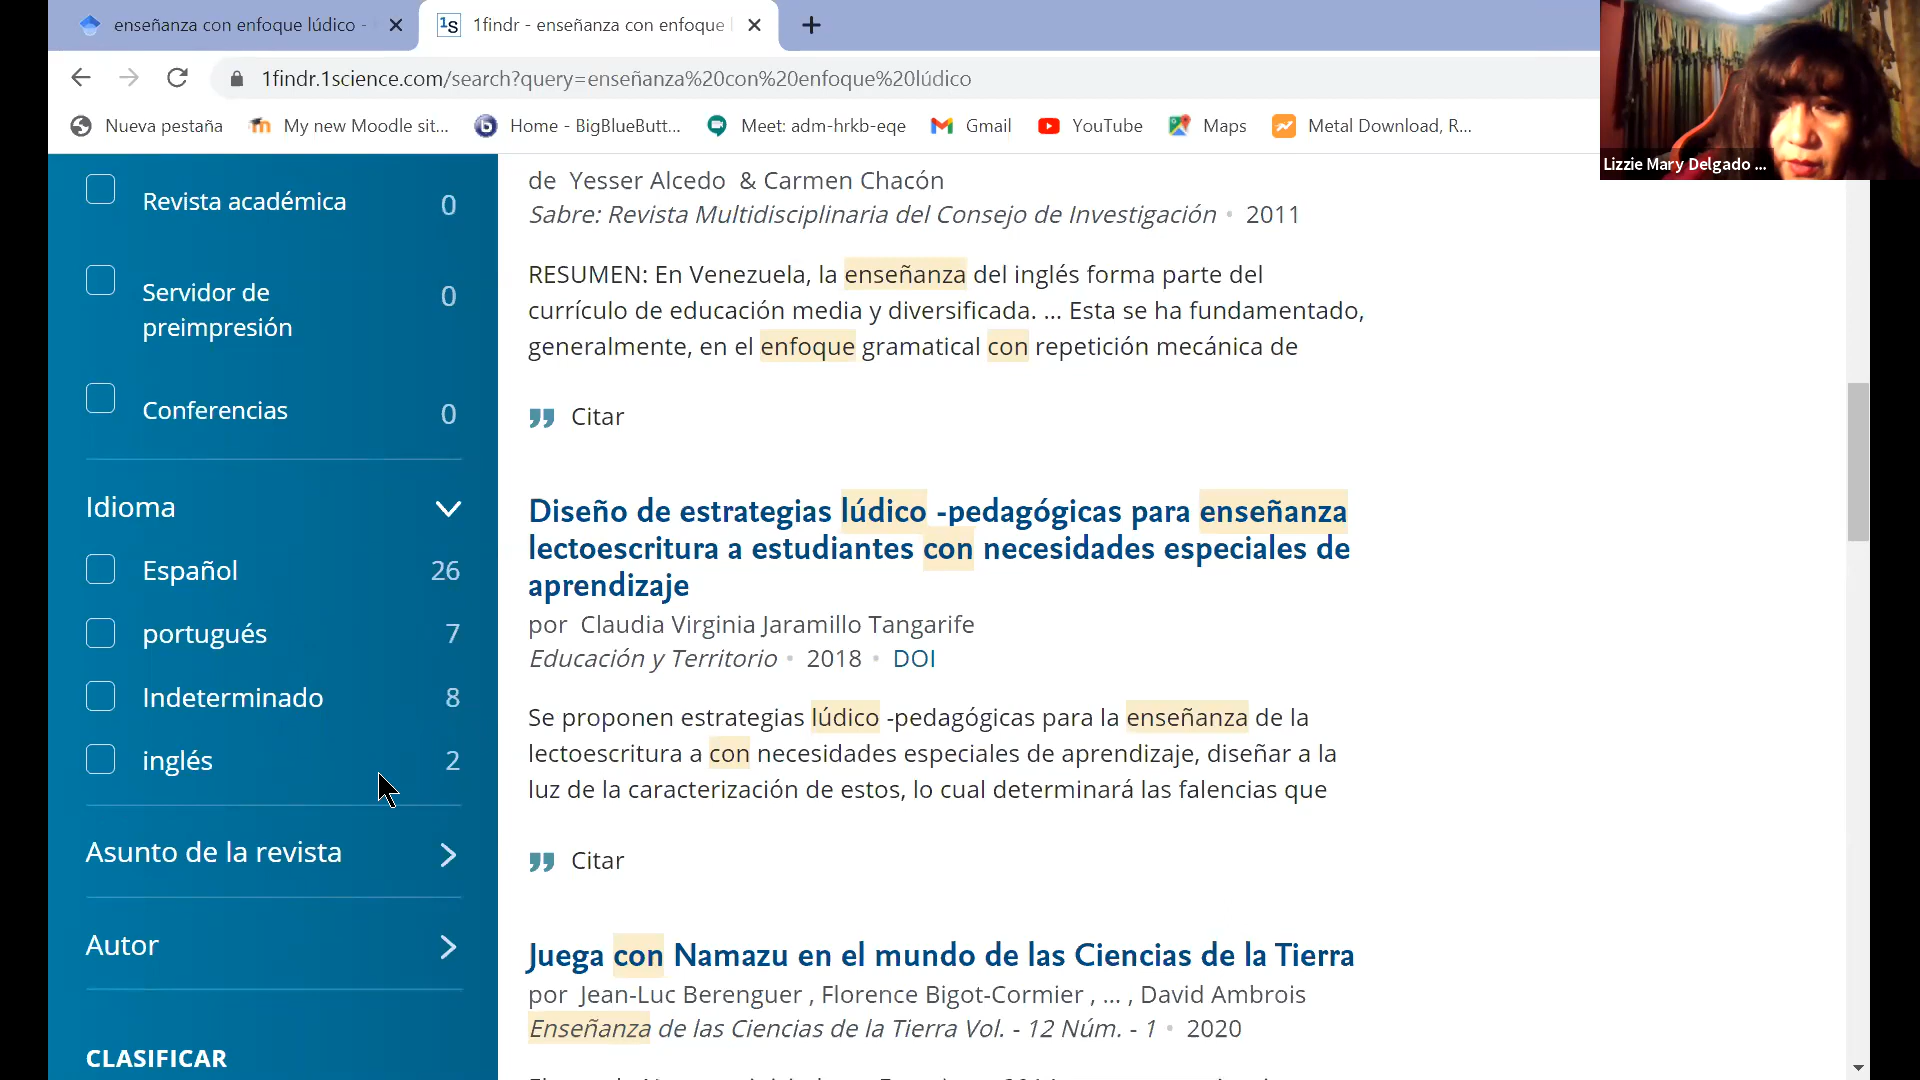 enseñanza con enfoque lúdico -
1findr - enseñanza con enfoque
1findr.1science.com/search?query=enseñanza%20con%20enfoque%20lúdico
Nueva pestaña
My new Moodle sit...
Home - BigBlueButt...
Meet: adm-hrkb-eqe
Gmail
YouTube
Maps
Metal Download, R...
Lizzie Mary Delgado ...
Revista académica 0
Servidor de
preimpresión 0
Conferencias 0
Idioma
Español 26
portugués 7
Indeterminado 8
inglés 2
Asunto de la revista
Autor
CLASIFICAR
de Yesser Alcedo & Carmen Chacón
Sabre: Revista Multidisciplinaria del Consejo de Investigación • 2011
RESUMEN: En Venezuela, la enseñanza del inglés forma parte del
currículo de educación media y diversificada. ... Esta se ha fundamentado,
generalmente, en el enfoque gramatical con repetición mecánica de
Citar
Diseño de estrategias lúdico -pedagógicas para enseñanza
lectoescritura a estudiantes con necesidades especiales de
aprendizaje
por Claudia Virginia Jaramillo Tangarife
Educación y Territorio • 2018 • DOI
Se proponen estrategias lúdico -pedagógicas para la enseñanza de la
lectoescritura a con necesidades especiales de aprendizaje, diseñar a la
luz de la caracterización de estos, lo cual determinará las falencias que
Citar
Juega con Namazu en el mundo de las Ciencias de la Tierra
por Jean-Luc Berenguer , Florence Bigot-Cormier , ... , David Ambrois
Enseñanza de las Ciencias de la Tierra Vol. - 12 Núm. - 1 • 2020